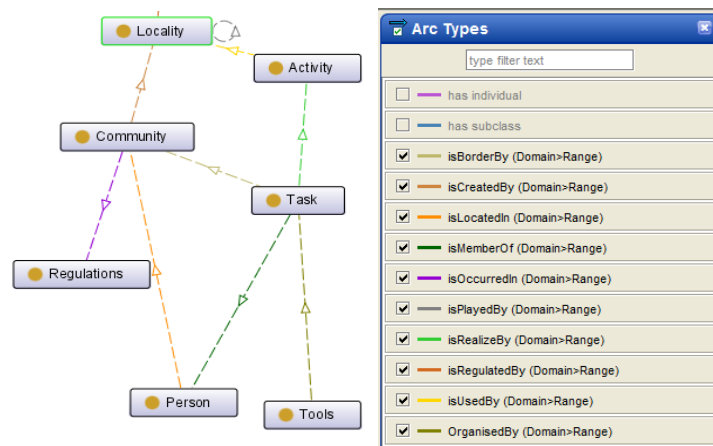 Locality
Activity
Community
Task
Regulations
Person
Tools
Arc Types
type filter text
has individual
has subclass
isBorderBy (Domain>Range)
isCreatedBy (Domain>Range)
isLocatedIn (Domain>Range)
isMemberOf (Domain>Range)
isOccurredIn (Domain>Range)
isPlayedBy (Domain>Range)
isRealizeBy (Domain>Range)
isRegulatedBy (Domain>Range)
isUsedBy (Domain>Range)
OrganisedBy (Domain>Range)